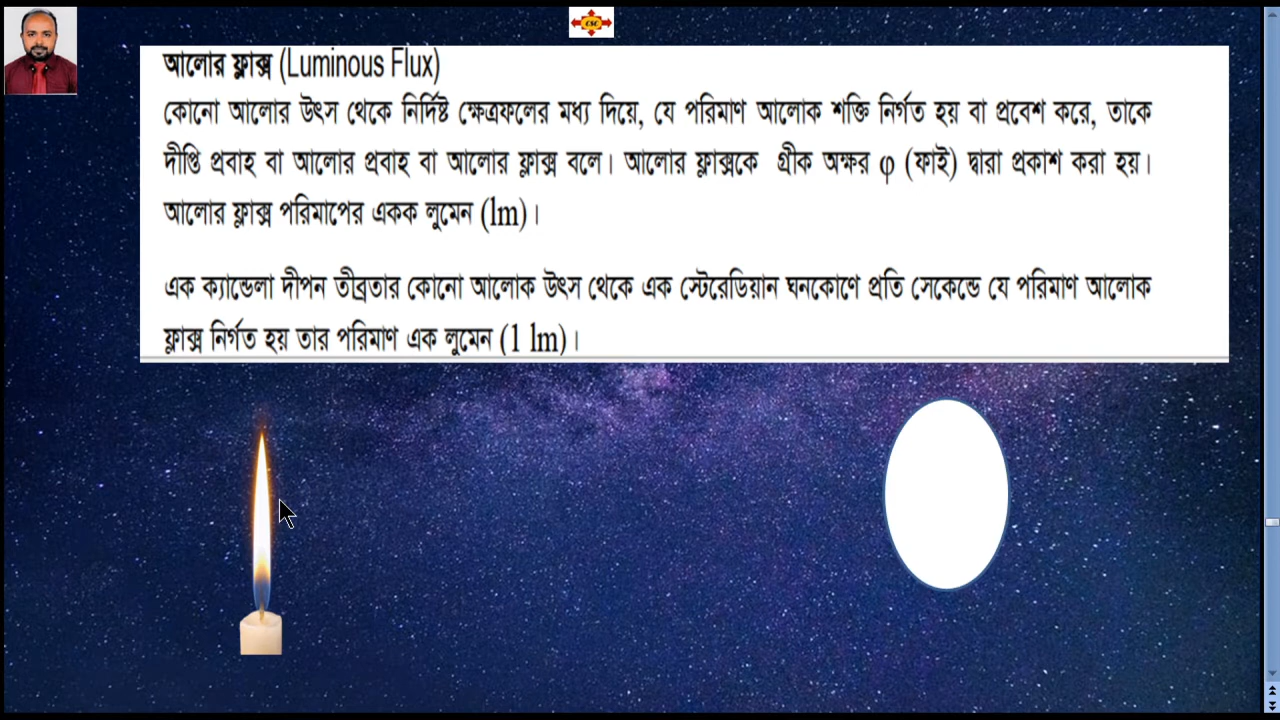 CSC
আলোর ফ্লাক্স (Luminous Flux)
কোনো আলোর উৎস থেকে নির্দিষ্ট ক্ষেত্রফলের মধ্য দিয়ে, যে পরিমাণ আলোক শক্তি নির্গত হয় বা প্রবেশ করে, তাকে
দীপ্তি প্রবাহ বা আলোর প্রবাহ বা আলোর ফ্লাক্স বলে। আলোর ফ্লাক্সকে গ্রীক অক্ষর φ (ফাই) দ্বারা প্রকাশ করা হয়।
আলোর ফ্লাক্স পরিমাপের একক লুমেন (lm)।
এক ক্যান্ডেলা দীপন তীব্রতার কোনো আলোক উৎস থেকে এক স্টেরেডিয়ান ঘনকোণে প্রতি সেকেন্ডে যে পরিমাণ আলোক
ফ্লাক্স নির্গত হয় তার পরিমাণ এক লুমেন (1 lm)।